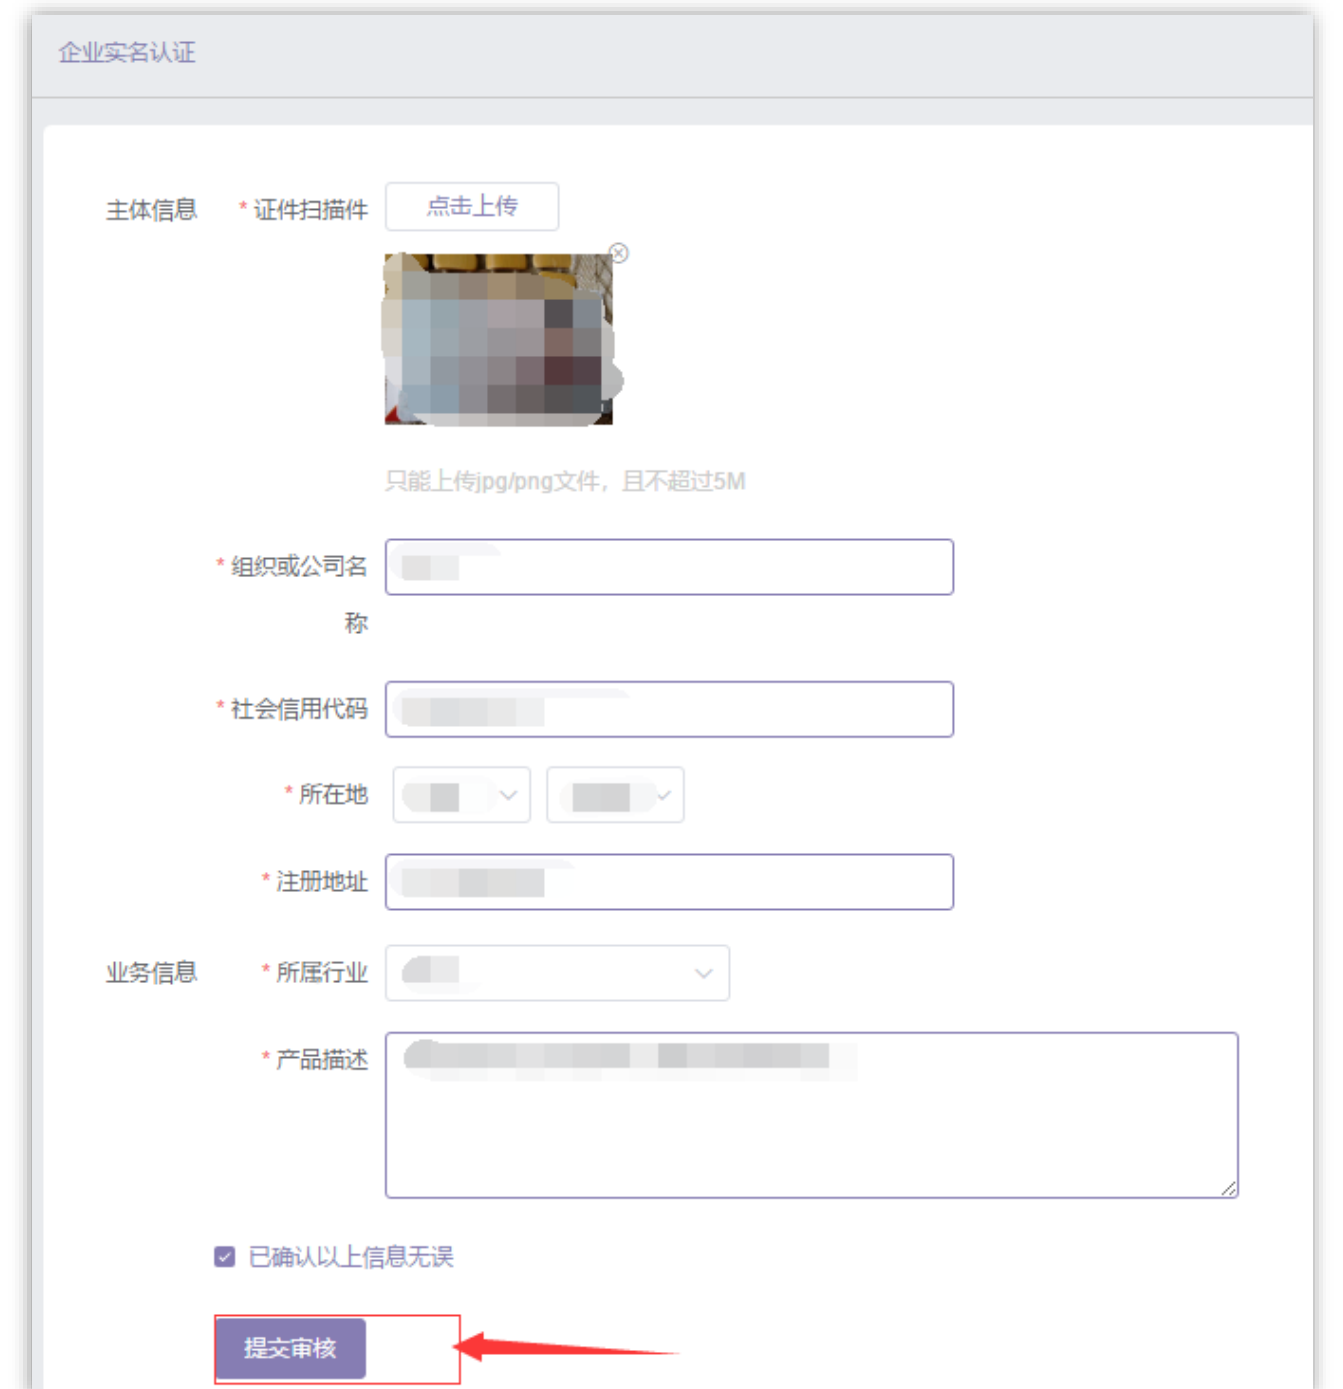 企业实名认证
主体信息 * 证件扫描件 点击上传
只能上传jpg/png文件，且不超过5M
* 组织或公司名
称
* 社会信用代码
* 所在地
* 注册地址
业务信息 * 所属行业
* 产品描述
已确认以上信息无误
提交审核